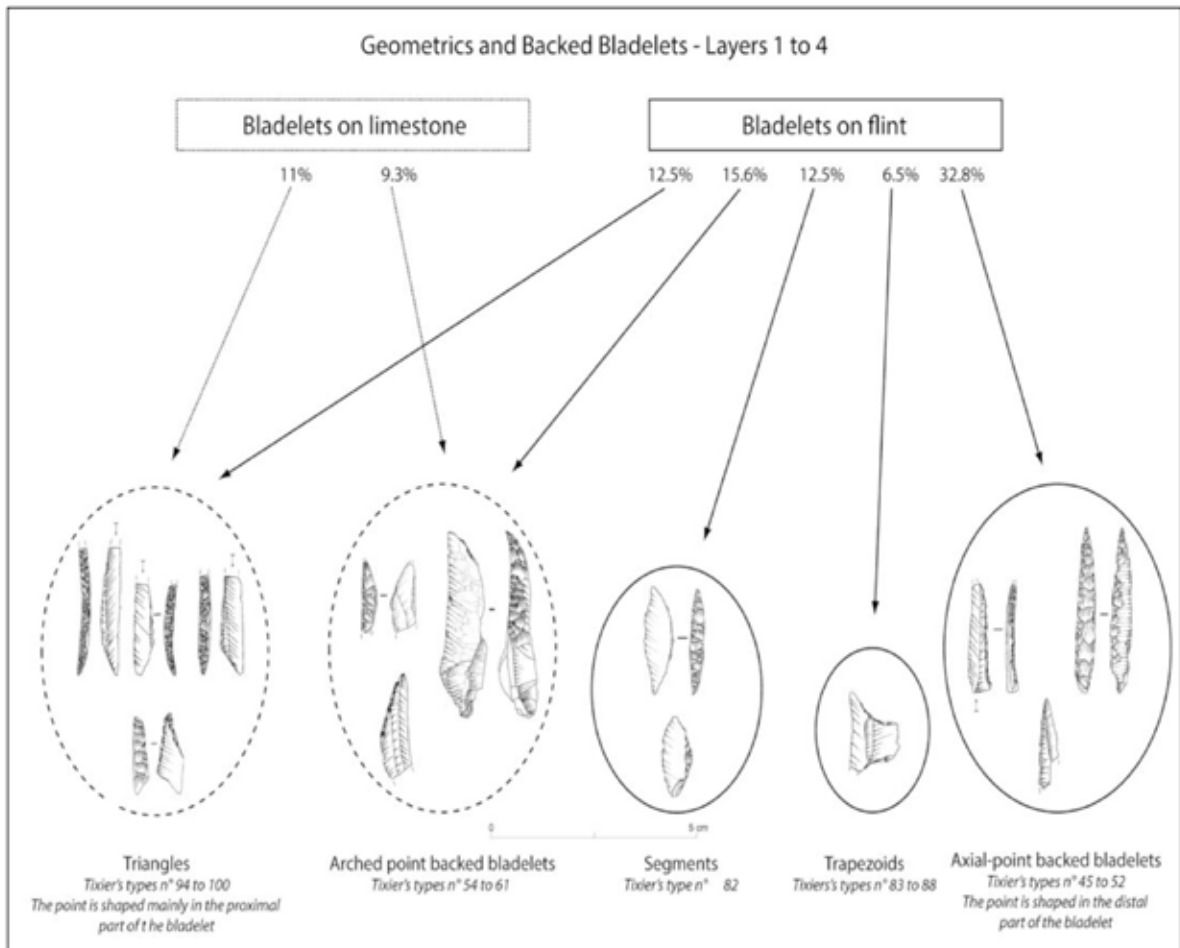 Geometrics and Backed Bladelets - Layers 1 to 4
Bladelets on limestone
Bladelets on flint
11%
9.3%
12.5%
15.6%
12.5%
6.5%
32.8%
0
5 cm
Triangles
Tixier's types n° 94 to 100
The point is shaped mainly in the proximal
part of t he bladelet
Arched point backed bladelets
Tixier's types n° 54 to 61
Segments
Tixier's type n° 82
Trapezoids
Tixiers's types n° 83 to 88
Axial-point backed bladelets
Tixier's types n° 45 to 52
The point is shaped in the distal
part of the bladelet